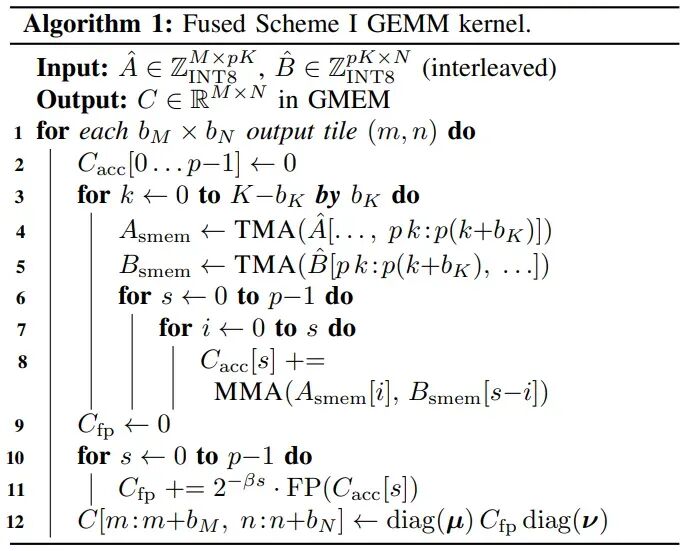 Algorithm 1: Fused Scheme I GEMM kernel.
Input: Â ∈ ℤ_INT8^{M×pK}, B̂ ∈ ℤ_INT8^{pK×N} (interleaved)
Output: C ∈ ℝ^{M×N} in GMEM
1 for each b_M × b_N output tile (m, n) do
2 C_acc[0 … p−1] ← 0
3 for k ← 0 to K−b_K by b_K do
4 A_smem ← TMA(Â[…, p k : p(k+b_K)])
5 B_smem ← TMA(B̂[p k : p(k+b_K), …])
6 for s ← 0 to p−1 do
7 for i ← 0 to s do
8 C_acc[s] +=
MMA(A_smem[i], B_smem[s−i])
9 C_fp ← 0
10 for s ← 0 to p−1 do
11 C_fp += 2^{−βs} · FP(C_acc[s])
12 C[m : m+b_M, n : n+b_N] ← diag(μ) C_fp diag(ν)